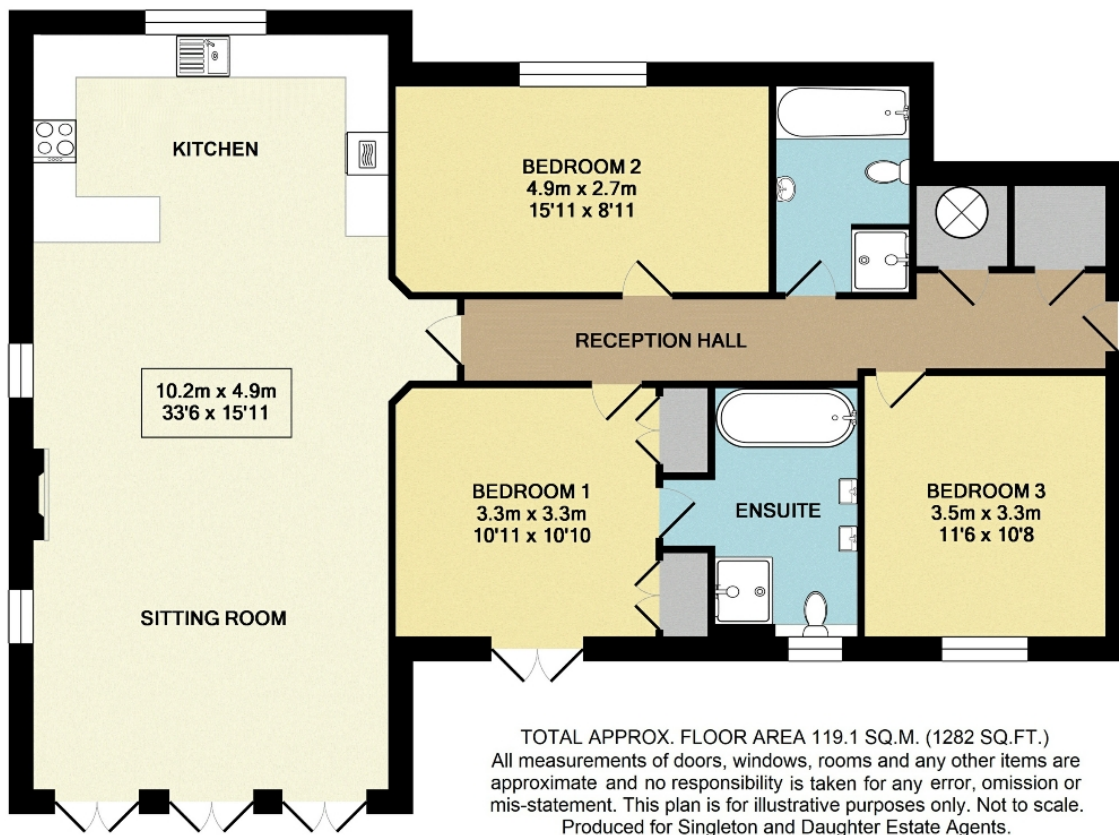 KITCHEN
BEDROOM 2
4.9m x 2.7m
15'11 x 8'11
RECEPTION HALL
10.2m x 4.9m
33'6 x 15'11
BEDROOM 1
3.3m x 3.3m
10'11 x 10'10
ENSUITE
BEDROOM 3
3.5m x 3.3m
11'6 x 10'8
SITTING ROOM
TOTAL APPROX. FLOOR AREA 119.1 SQ.M. (1282 SQ.FT.)
All measurements of doors, windows, rooms and any other items are
approximate and no responsibility is taken for any error, omission or
mis-statement. This plan is for illustrative purposes only. Not to scale.
Produced for Singleton and Daughter Estate Agents.